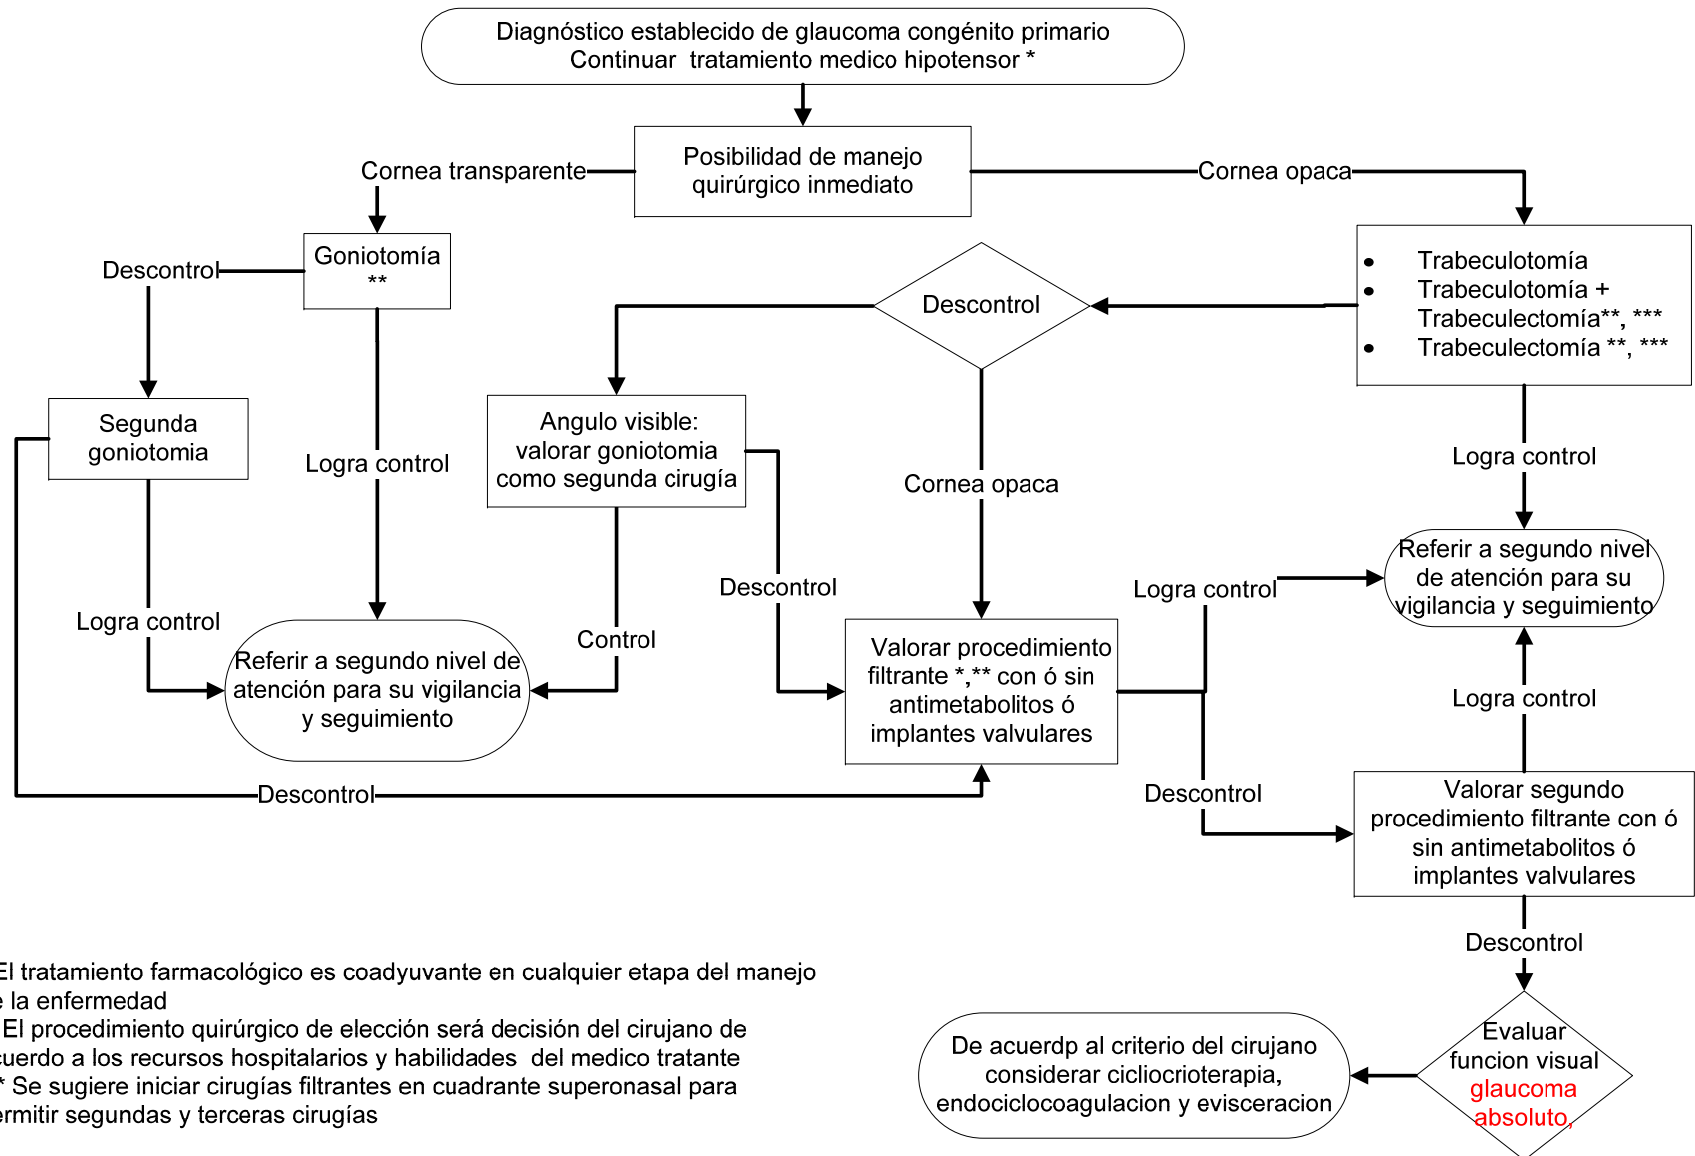 Diagnóstico establecido de glaucoma congénito primario
Continuar tratamiento medico hipotensor *
Posibilidad de manejo
quirúrgico inmediato
Cornea transparente
Cornea opaca
Goniotomía
**
Descontrol
Descontrol
• Trabeculotomía
• Trabeculotomía +
Trabeculectomía**, ***
• Trabeculectomía **, ***
Segunda
goniotomia
Angulo visible:
valorar goniotomia
como segunda cirugía
Logra control
Cornea opaca
Logra control
Descontrol
Logra control
Referir a segundo nivel
de atención para su
vigilancia y seguimiento
Logra control
Control
Referir a segundo nivel de
atención para su vigilancia
y seguimiento
Valorar procedimiento
filtrante *,** con ó sin
antimetabolitos ó
implantes valvulares
Logra control
Descontrol
Descontrol
Valorar segundo
procedimiento filtrante con ó
sin antimetabolitos ó
implantes valvulares
Descontrol
El tratamiento farmacológico es coadyuvante en cualquier etapa del manejo
e la enfermedad
El procedimiento quirúrgico de elección será decisión del cirujano de
cuerdo a los recursos hospitalarios y habilidades del medico tratante
* Se sugiere iniciar cirugías filtrantes en cuadrante superonasal para
ermitir segundas y terceras cirugías
De acuerdp al criterio del cirujano
considerar cicliocrioterapia,
endociclocoagulacion y evisceracion
Evaluar
funcion visual
glaucoma
absoluto,